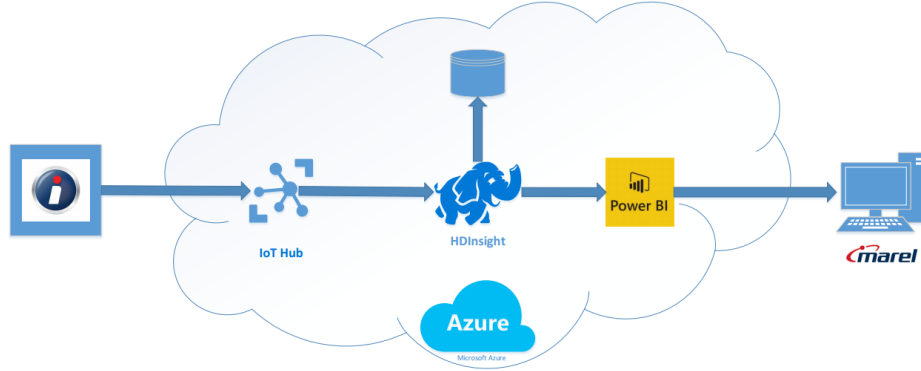 i
IoT Hub
HDInsight
Power BI
marel
Azure
Microsoft Azure